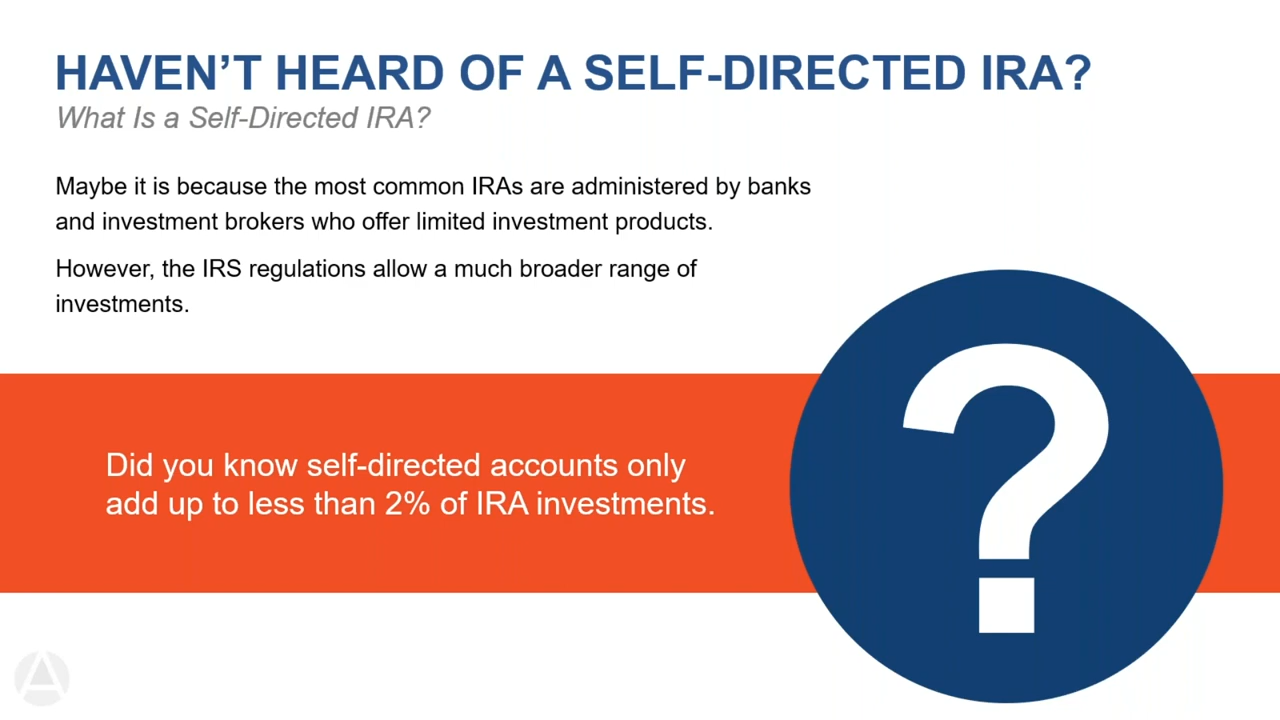 HAVEN’T HEARD OF A SELF-DIRECTED IRA?
What Is a Self-Directed IRA?
Maybe it is because the most common IRAs are administered by banks
and investment brokers who offer limited investment products.
However, the IRS regulations allow a much broader range of
investments.
Did you know self-directed accounts only
add up to less than 2% of IRA investments.
?